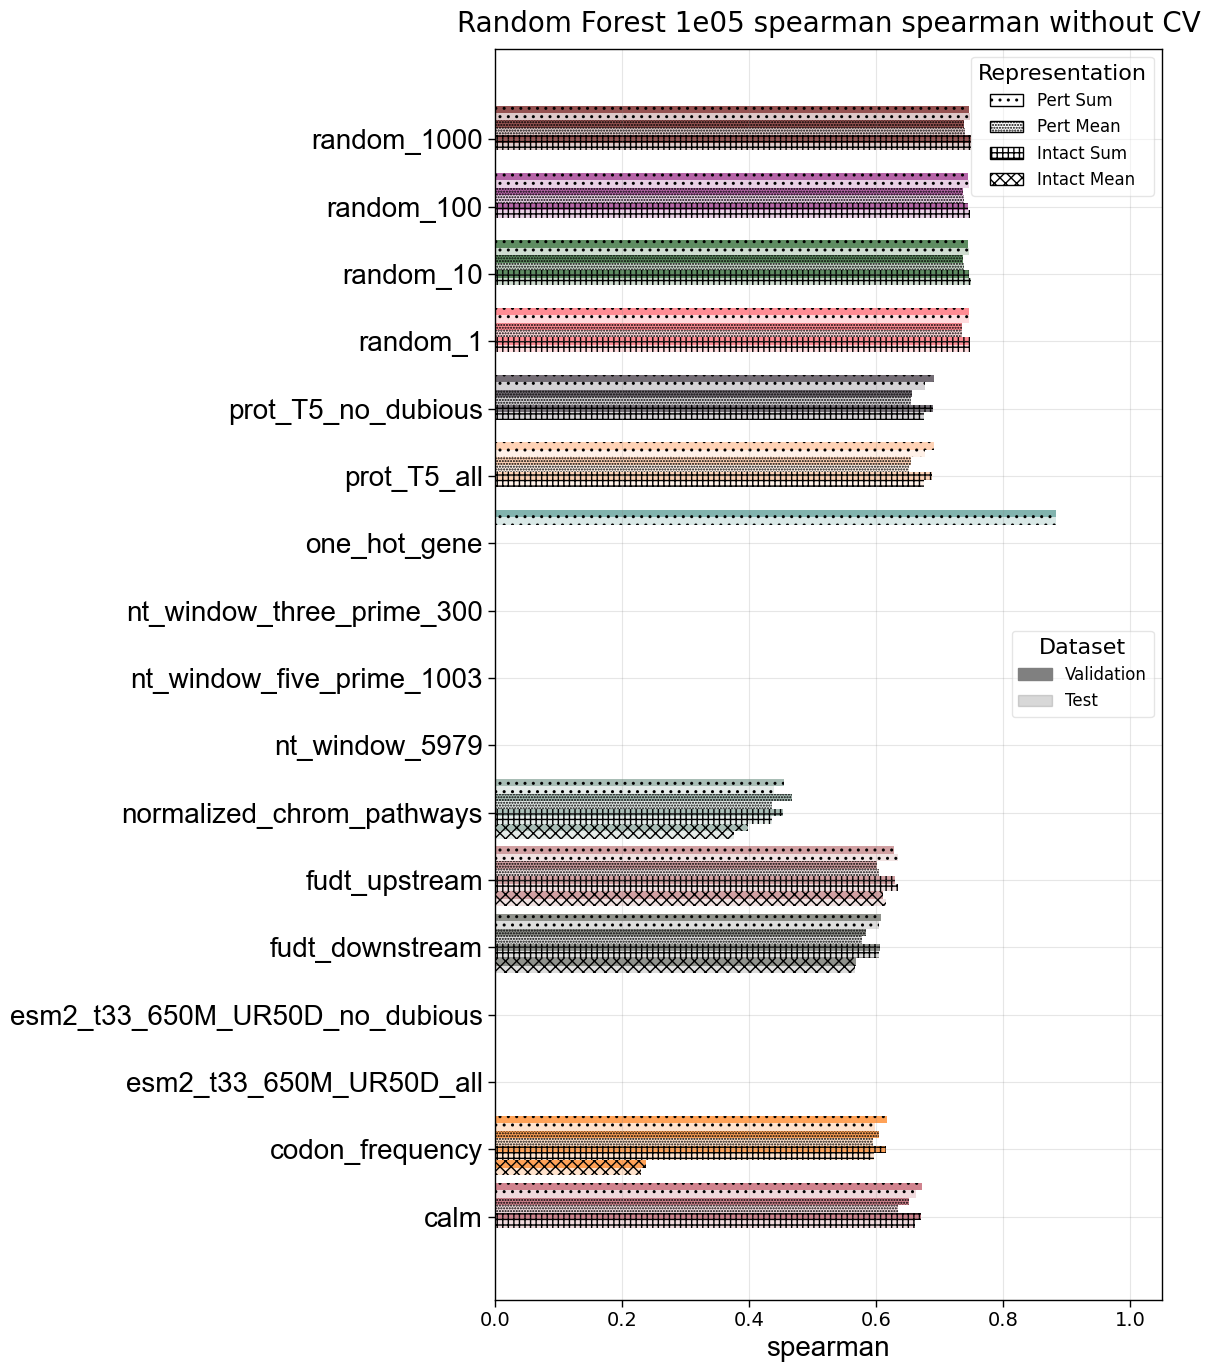 Random Forest 1e05 spearman spearman without CV
Representation
Pert Sum
Pert Mean
Intact Sum
Intact Mean
random_1000
random_100
random_10
random_1
prot_T5_no_dubious
prot_T5_all
one_hot_gene
nt_window_three_prime_300
Dataset
Validation
Test
nt_window_five_prime_1003
nt_window_5979
normalized_chrom_pathways
fudt_upstream
fudt_downstream
esm2_t33_650M_UR50D_no_dubious
esm2_t33_650M_UR50D_all
codon_frequency
calm
0.0 0.2 0.4 0.6 0.8 1.0
spearman